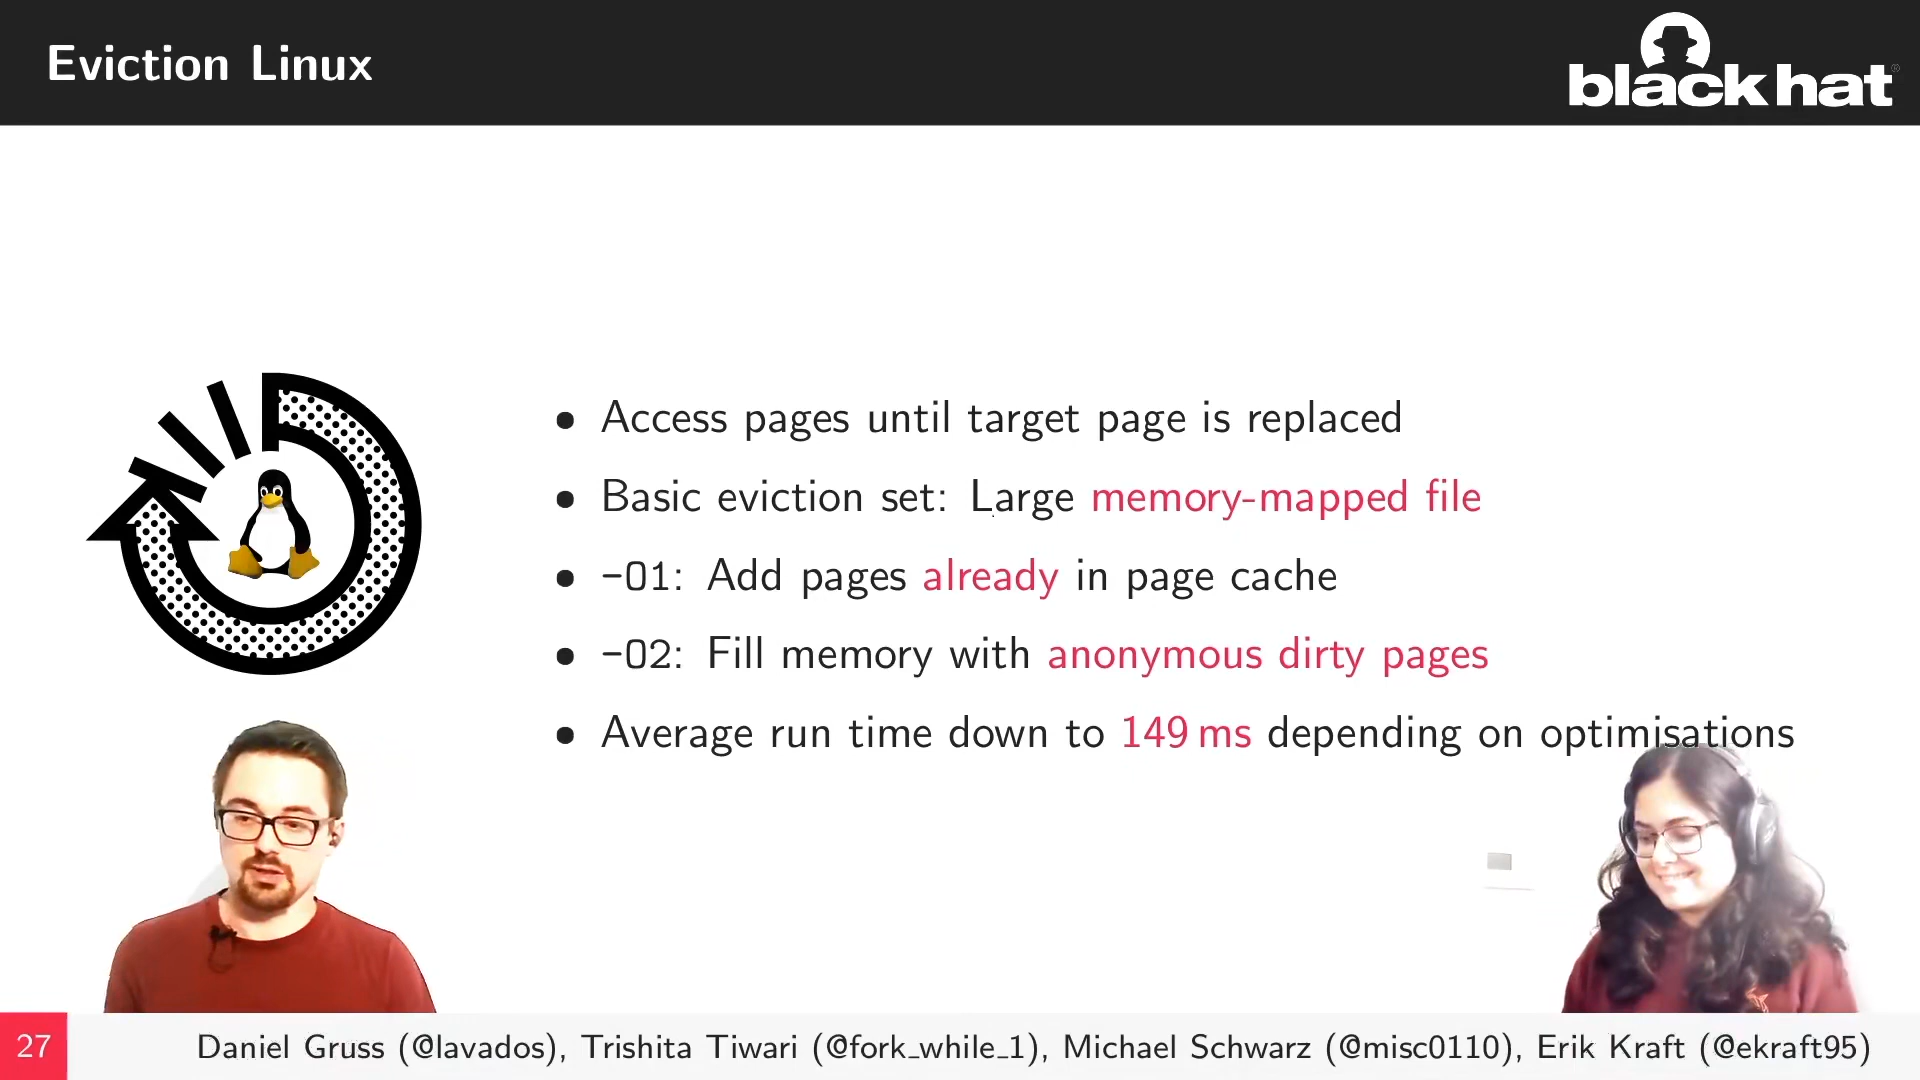 Eviction Linux
black hat®
• Access pages until target page is replaced
• Basic eviction set: Large memory-mapped file
• -O1: Add pages already in page cache
• -O2: Fill memory with anonymous dirty pages
• Average run time down to 149 ms depending on optimisations
27
Daniel Gruss (@lavados), Trishita Tiwari (@fork_while_1), Michael Schwarz (@misc0110), Erik Kraft (@ekraft95)